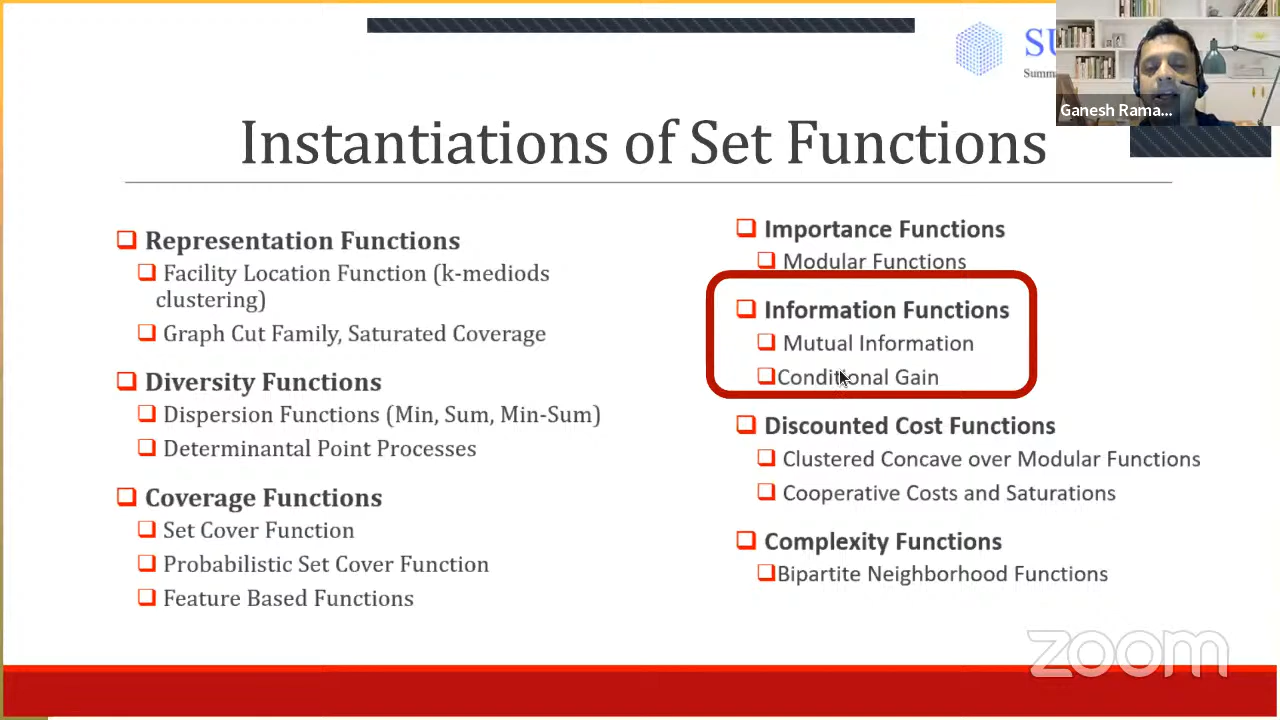 SU
Summa
Ganesh Rama...
Instantiations of Set Functions
❑ Representation Functions
❑ Facility Location Function (k-mediods
clustering)
❑ Graph Cut Family, Saturated Coverage
❑ Diversity Functions
❑ Dispersion Functions (Min, Sum, Min-Sum)
❑ Determinantal Point Processes
❑ Coverage Functions
❑ Set Cover Function
❑ Probabilistic Set Cover Function
❑ Feature Based Functions
❑ Importance Functions
❑ Modular Functions
❑ Information Functions
❑ Mutual Information
❑Conditional Gain
❑ Discounted Cost Functions
❑ Clustered Concave over Modular Functions
❑ Cooperative Costs and Saturations
❑ Complexity Functions
❑Bipartite Neighborhood Functions
zoom